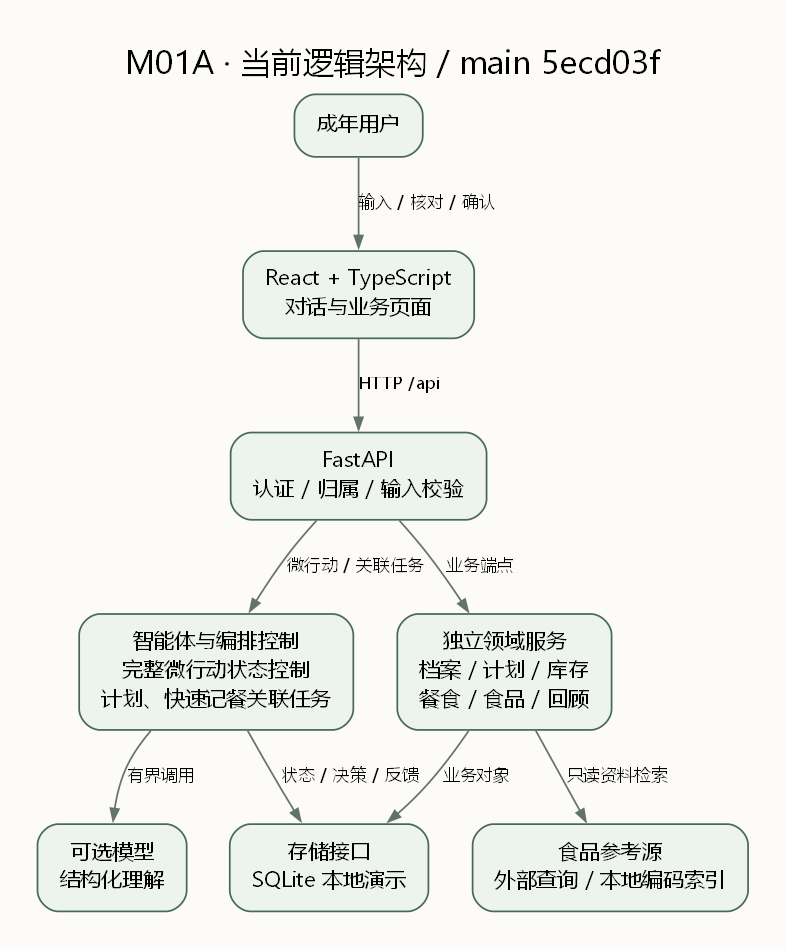 M01A · 当前逻辑架构 / main 5ecd03f
成年用户
输入 / 核对 / 确认
React + TypeScript
对话与业务页面
HTTP /api
FastAPI
认证 / 归属 / 输入校验
微行动 / 关联任务
业务端点
智能体与编排控制
完整微行动状态控制
计划、快速记餐关联任务
独立领域服务
档案 / 计划 / 库存
餐食 / 食品 / 回顾
有界调用
状态 / 决策 / 反馈
业务对象
只读资料检索
可选模型
结构化理解
存储接口
SQLite 本地演示
食品参考源
外部查询 / 本地编码索引